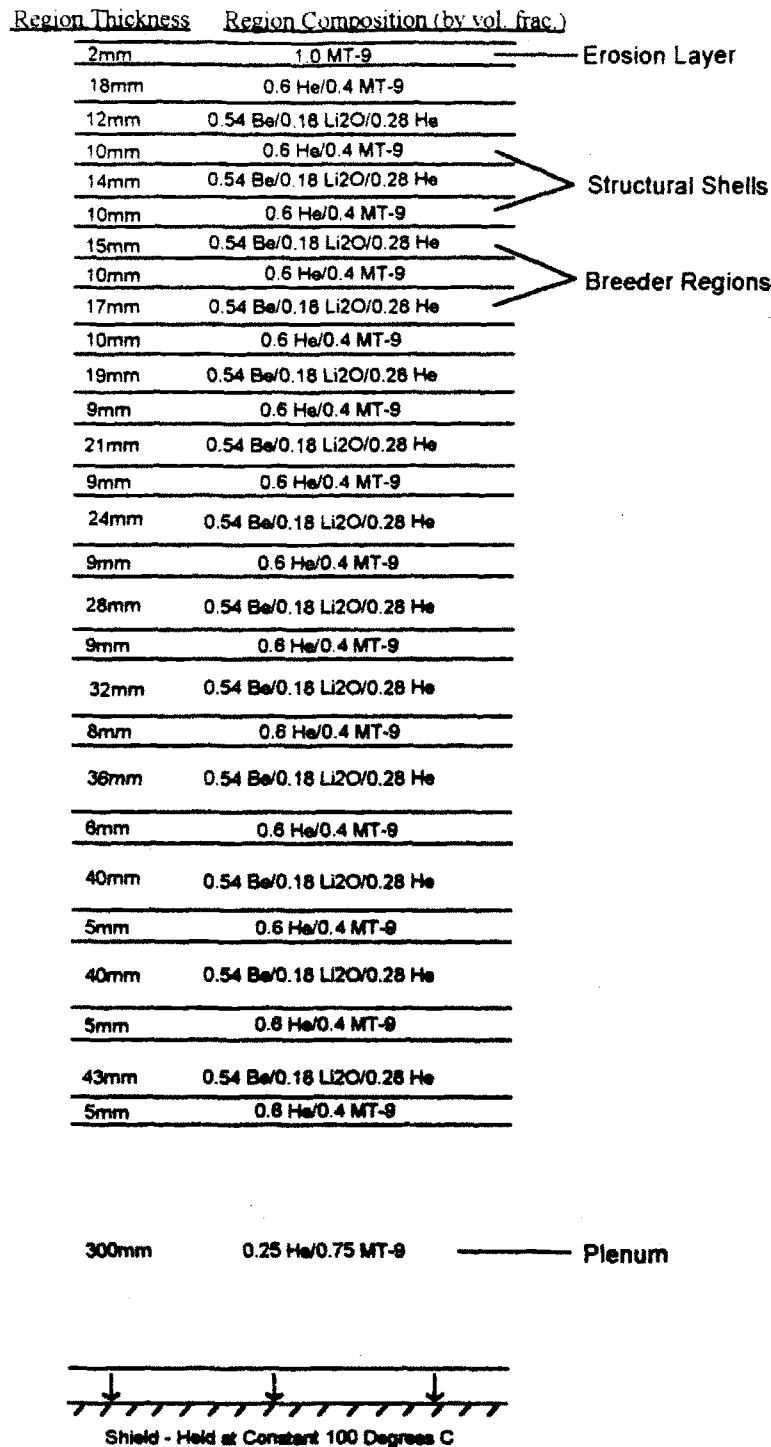 Region Thickness Region Composition (by vol. frac.)
2mm 1.0 MT-9 Erosion Layer
18mm 0.6 He/0.4 MT-9
12mm 0.54 Be/0.18 Li2O/0.28 He
10mm 0.6 He/0.4 MT-9
14mm 0.54 Be/0.18 Li2O/0.28 He Structural Shells
10mm 0.6 He/0.4 MT-9
15mm 0.54 Be/0.18 Li2O/0.28 He
10mm 0.6 He/0.4 MT-9 Breeder Regions
17mm 0.54 Be/0.18 Li2O/0.28 He
10mm 0.6 He/0.4 MT-9
19mm 0.54 Be/0.18 Li2O/0.28 He
9mm 0.6 He/0.4 MT-9
21mm 0.54 Be/0.18 Li2O/0.28 He
9mm 0.6 He/0.4 MT-9
24mm 0.54 Be/0.18 Li2O/0.28 He
9mm 0.6 He/0.4 MT-9
28mm 0.54 Be/0.18 Li2O/0.28 He
9mm 0.6 He/0.4 MT-9
32mm 0.54 Be/0.18 Li2O/0.28 He
8mm 0.6 He/0.4 MT-9
36mm 0.54 Be/0.18 Li2O/0.28 He
6mm 0.6 He/0.4 MT-9
40mm 0.54 Be/0.18 Li2O/0.28 He
5mm 0.6 He/0.4 MT-9
40mm 0.54 Be/0.18 Li2O/0.28 He
5mm 0.6 He/0.4 MT-9
43mm 0.54 Be/0.18 Li2O/0.28 He
5mm 0.6 He/0.4 MT-9
300mm 0.25 He/0.75 MT-9 Plenum
Shield - Held at Constant 100 Degrees C